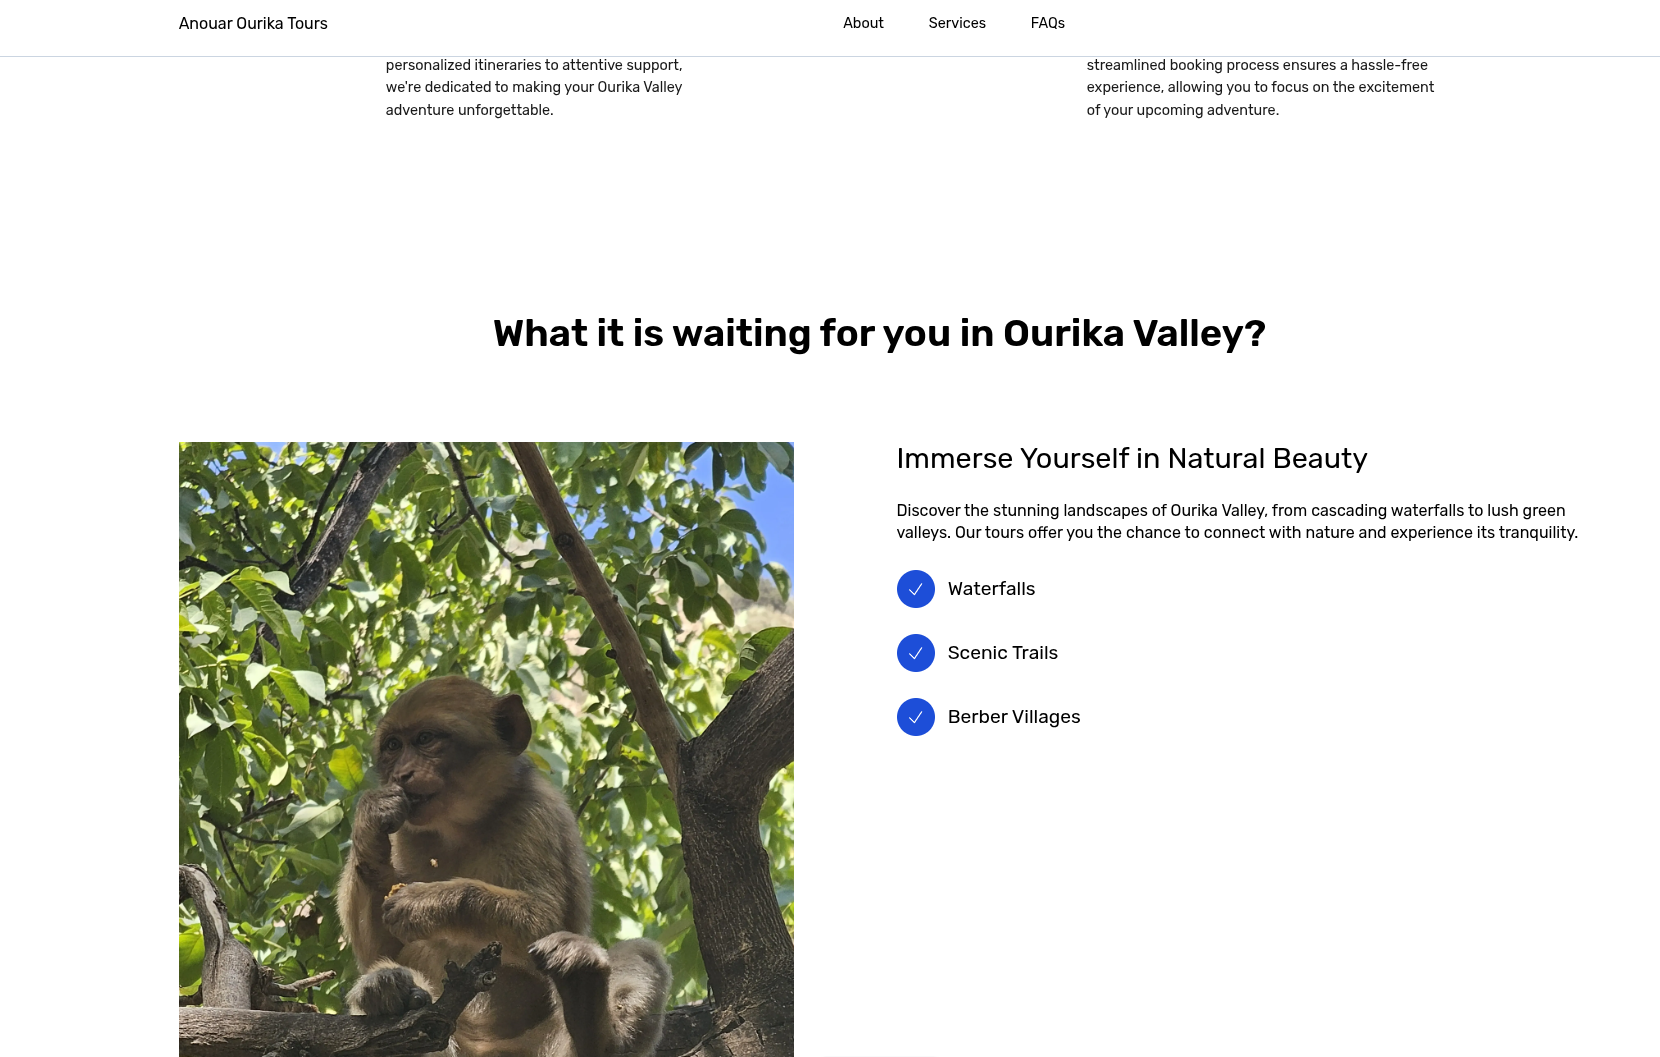 Anouar Ourika Tours
About
Services
FAQs
personalized itineraries to attentive support,
we're dedicated to making your Ourika Valley
adventure unforgettable.
streamlined booking process ensures a hassle-free
experience, allowing you to focus on the excitement
of your upcoming adventure.
What it is waiting for you in Ourika Valley?
Immerse Yourself in Natural Beauty
Discover the stunning landscapes of Ourika Valley, from cascading waterfalls to lush green
valleys. Our tours offer you the chance to connect with nature and experience its tranquility.
Waterfalls
Scenic Trails
Berber Villages